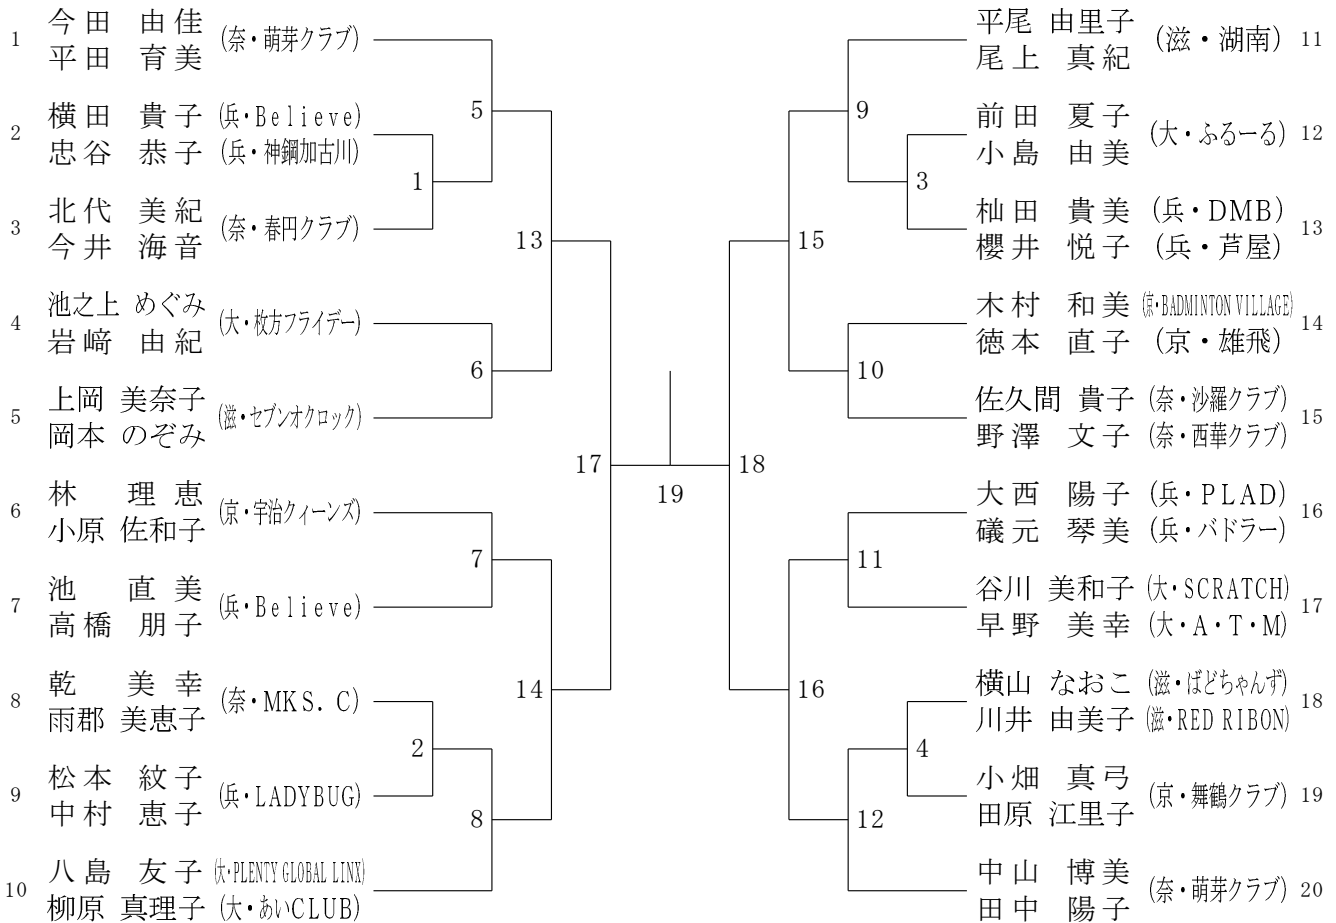 1 今田 由佳 (奈・萌芽クラブ)
平田 育美
2 横田 貴子 (兵・Believe)
忠谷 恭子 (兵・神鋼加古川)
3 北代 美紀 (奈・春円クラブ)
今井 海音
4 池之上 めぐみ (大・枚方フライデー)
岩﨑 由紀
5 上岡 美奈子 (滋・セブンオクロック)
岡本 のぞみ
6 林 理恵 (京・宇治クィーンズ)
小原 佐和子
7 池 直美 (兵・Believe)
高橋 朋子
8 乾 美幸 (奈・MKS.C)
雨郡 美恵子
9 松本 紋子 (兵・LADYBUG)
中村 恵子
10 八島 友子 (大・PLENTY GLOBAL LINX)
柳原 真理子 (大・あいCLUB)
5
1
13
6
17
7
14
2
8
19
9
3
15
10
18
11
16
4
12
平尾 由里子 (滋・湖南) 11
尾上 真紀
前田 夏子 (大・ふるーる) 12
小島 由美
杣田 貴美 (兵・DMB) 13
櫻井 悦子 (兵・芦屋)
木村 和美 (京・BADMINTON VILLAGE) 14
徳本 直子 (京・雄飛)
佐久間 貴子 (奈・沙羅クラブ) 15
野澤 文子 (奈・西華クラブ)
大西 陽子 (兵・PLAD) 16
礒元 琴美 (兵・バドラー)
谷川 美和子 (大・SCRATCH) 17
早野 美幸 (大・A・T・M)
横山 なおこ (滋・ばどちゃんず) 18
川井 由美子 (滋・RED RIBON)
小畑 真弓 (京・舞鶴クラブ) 19
田原 江里子
中山 博美 (奈・萌芽クラブ) 20
田中 陽子